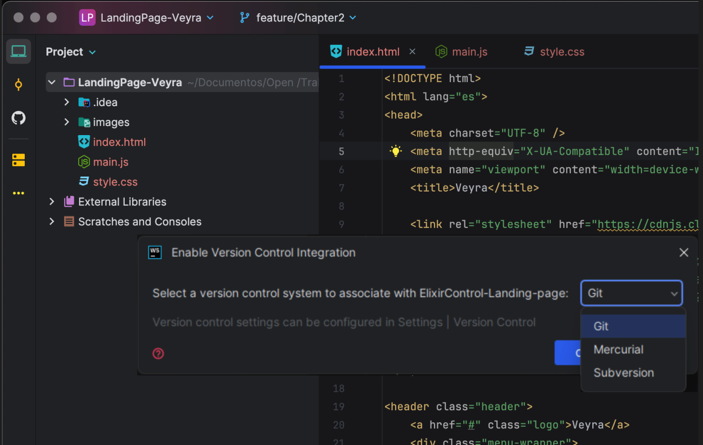 LP LandingPage-Veyra feature/Chapter2
Project
index.html
main.js
style.css
LandingPage-Veyra ~/Documentos/Open /Tra
.idea
images
index.html
main.js
style.css
External Libraries
Scratches and Consoles
1 <!DOCTYPE html>
2 <html lang="es">
3 <head>
4 <meta charset="UTF-8" />
5 <meta http-equiv="X-UA-Compatible" content="I
6 <meta name="viewport" content="width=device-w
7 <title>Veyra</title>
8
9 <link rel="stylesheet" href="https://cdnjs.cl
WS Enable Version Control Integration
Select a version control system to associate with ElixirControl-Landing-page: Git
Version control settings can be configured in Settings | Version Control
Git
Mercurial
Subversion
18
19 <header class="header">
20 <a href="#" class="logo">Veyra</a>
21 <div class="menu-wrapper">